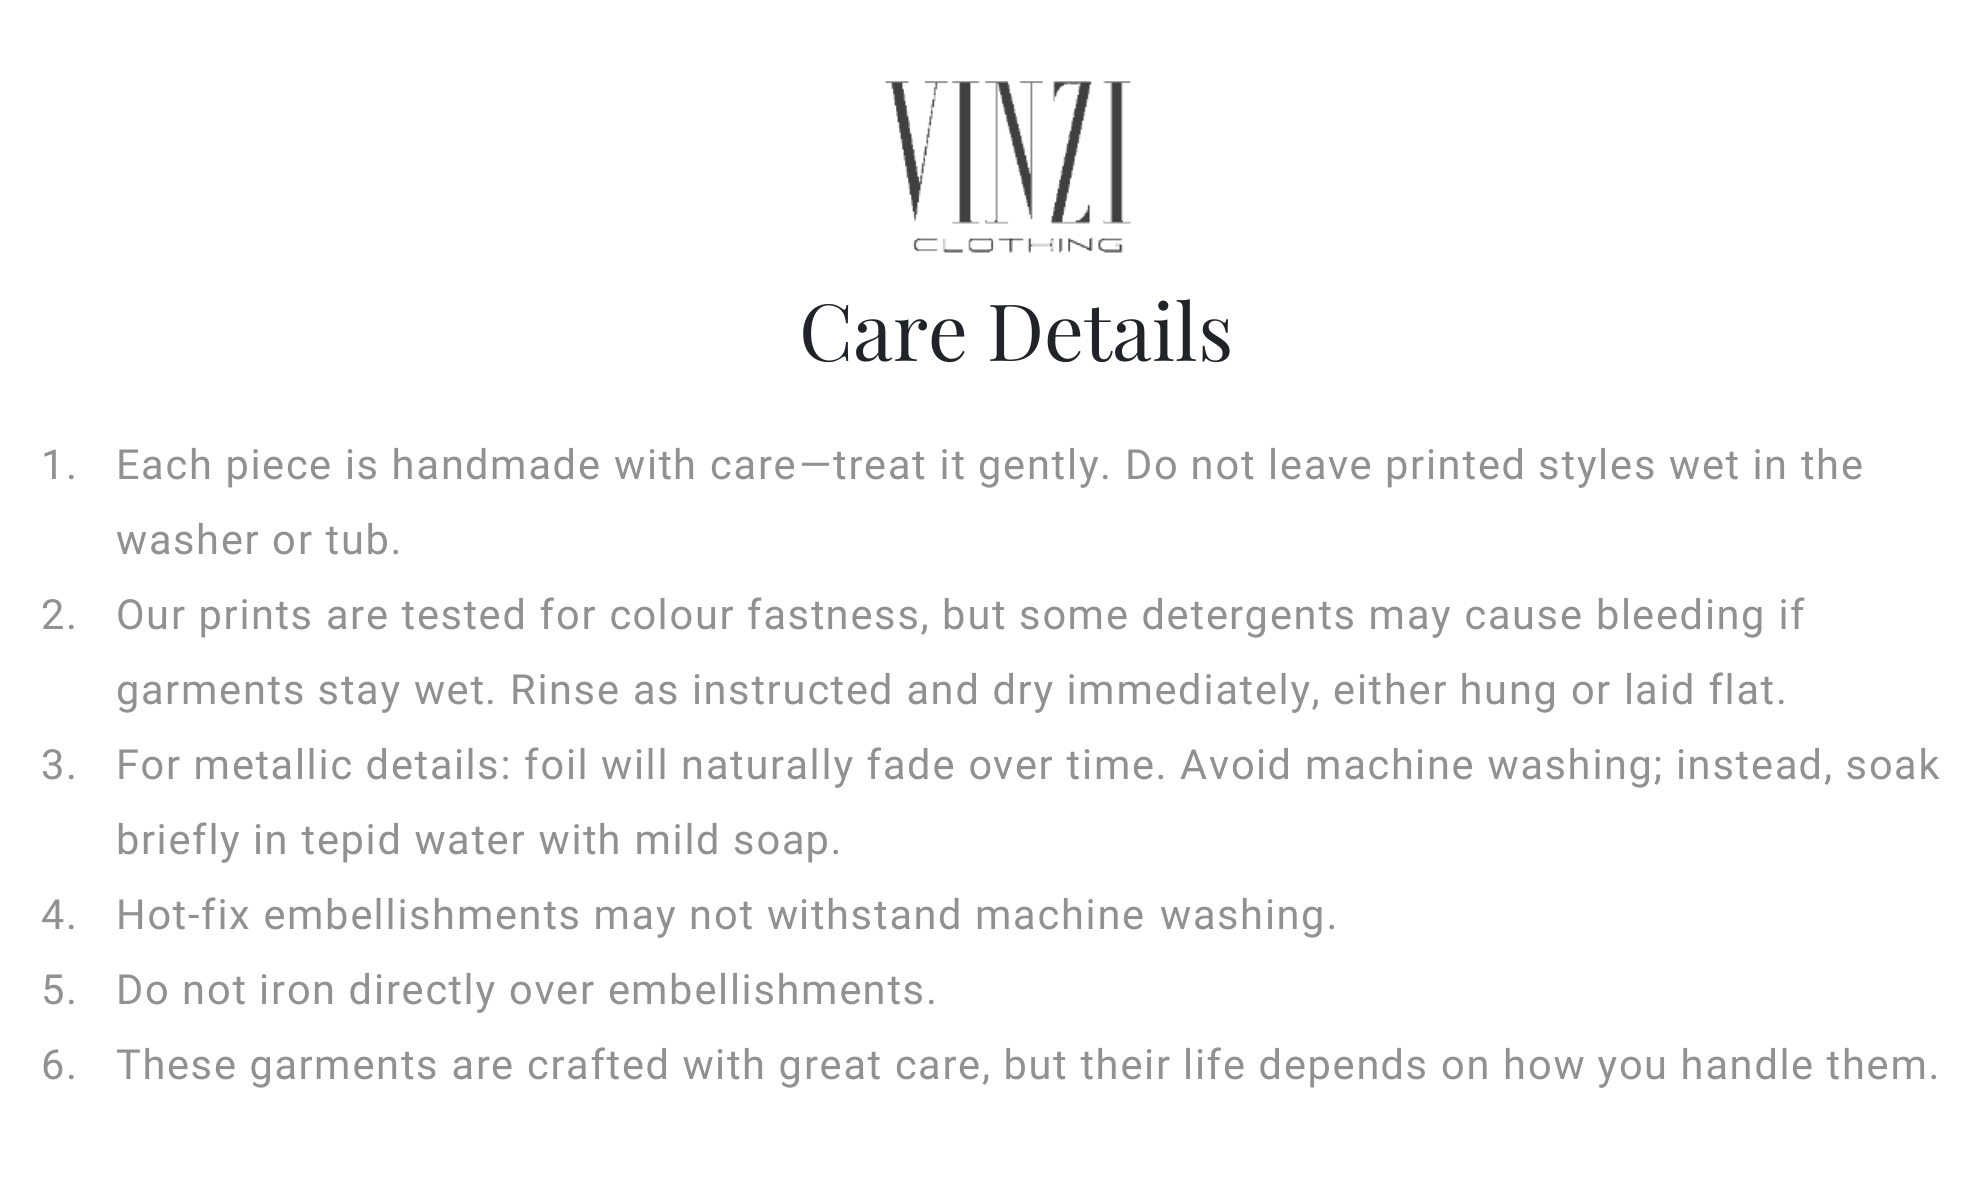 VINZI
CLOTHING
Care Details
1. Each piece is handmade with care—treat it gently. Do not leave printed styles wet in the
washer or tub.
2. Our prints are tested for colour fastness, but some detergents may cause bleeding if
garments stay wet. Rinse as instructed and dry immediately, either hung or laid flat.
3. For metallic details: foil will naturally fade over time. Avoid machine washing; instead, soak
briefly in tepid water with mild soap.
4. Hot-fix embellishments may not withstand machine washing.
5. Do not iron directly over embellishments.
6. These garments are crafted with great care, but their life depends on how you handle them.